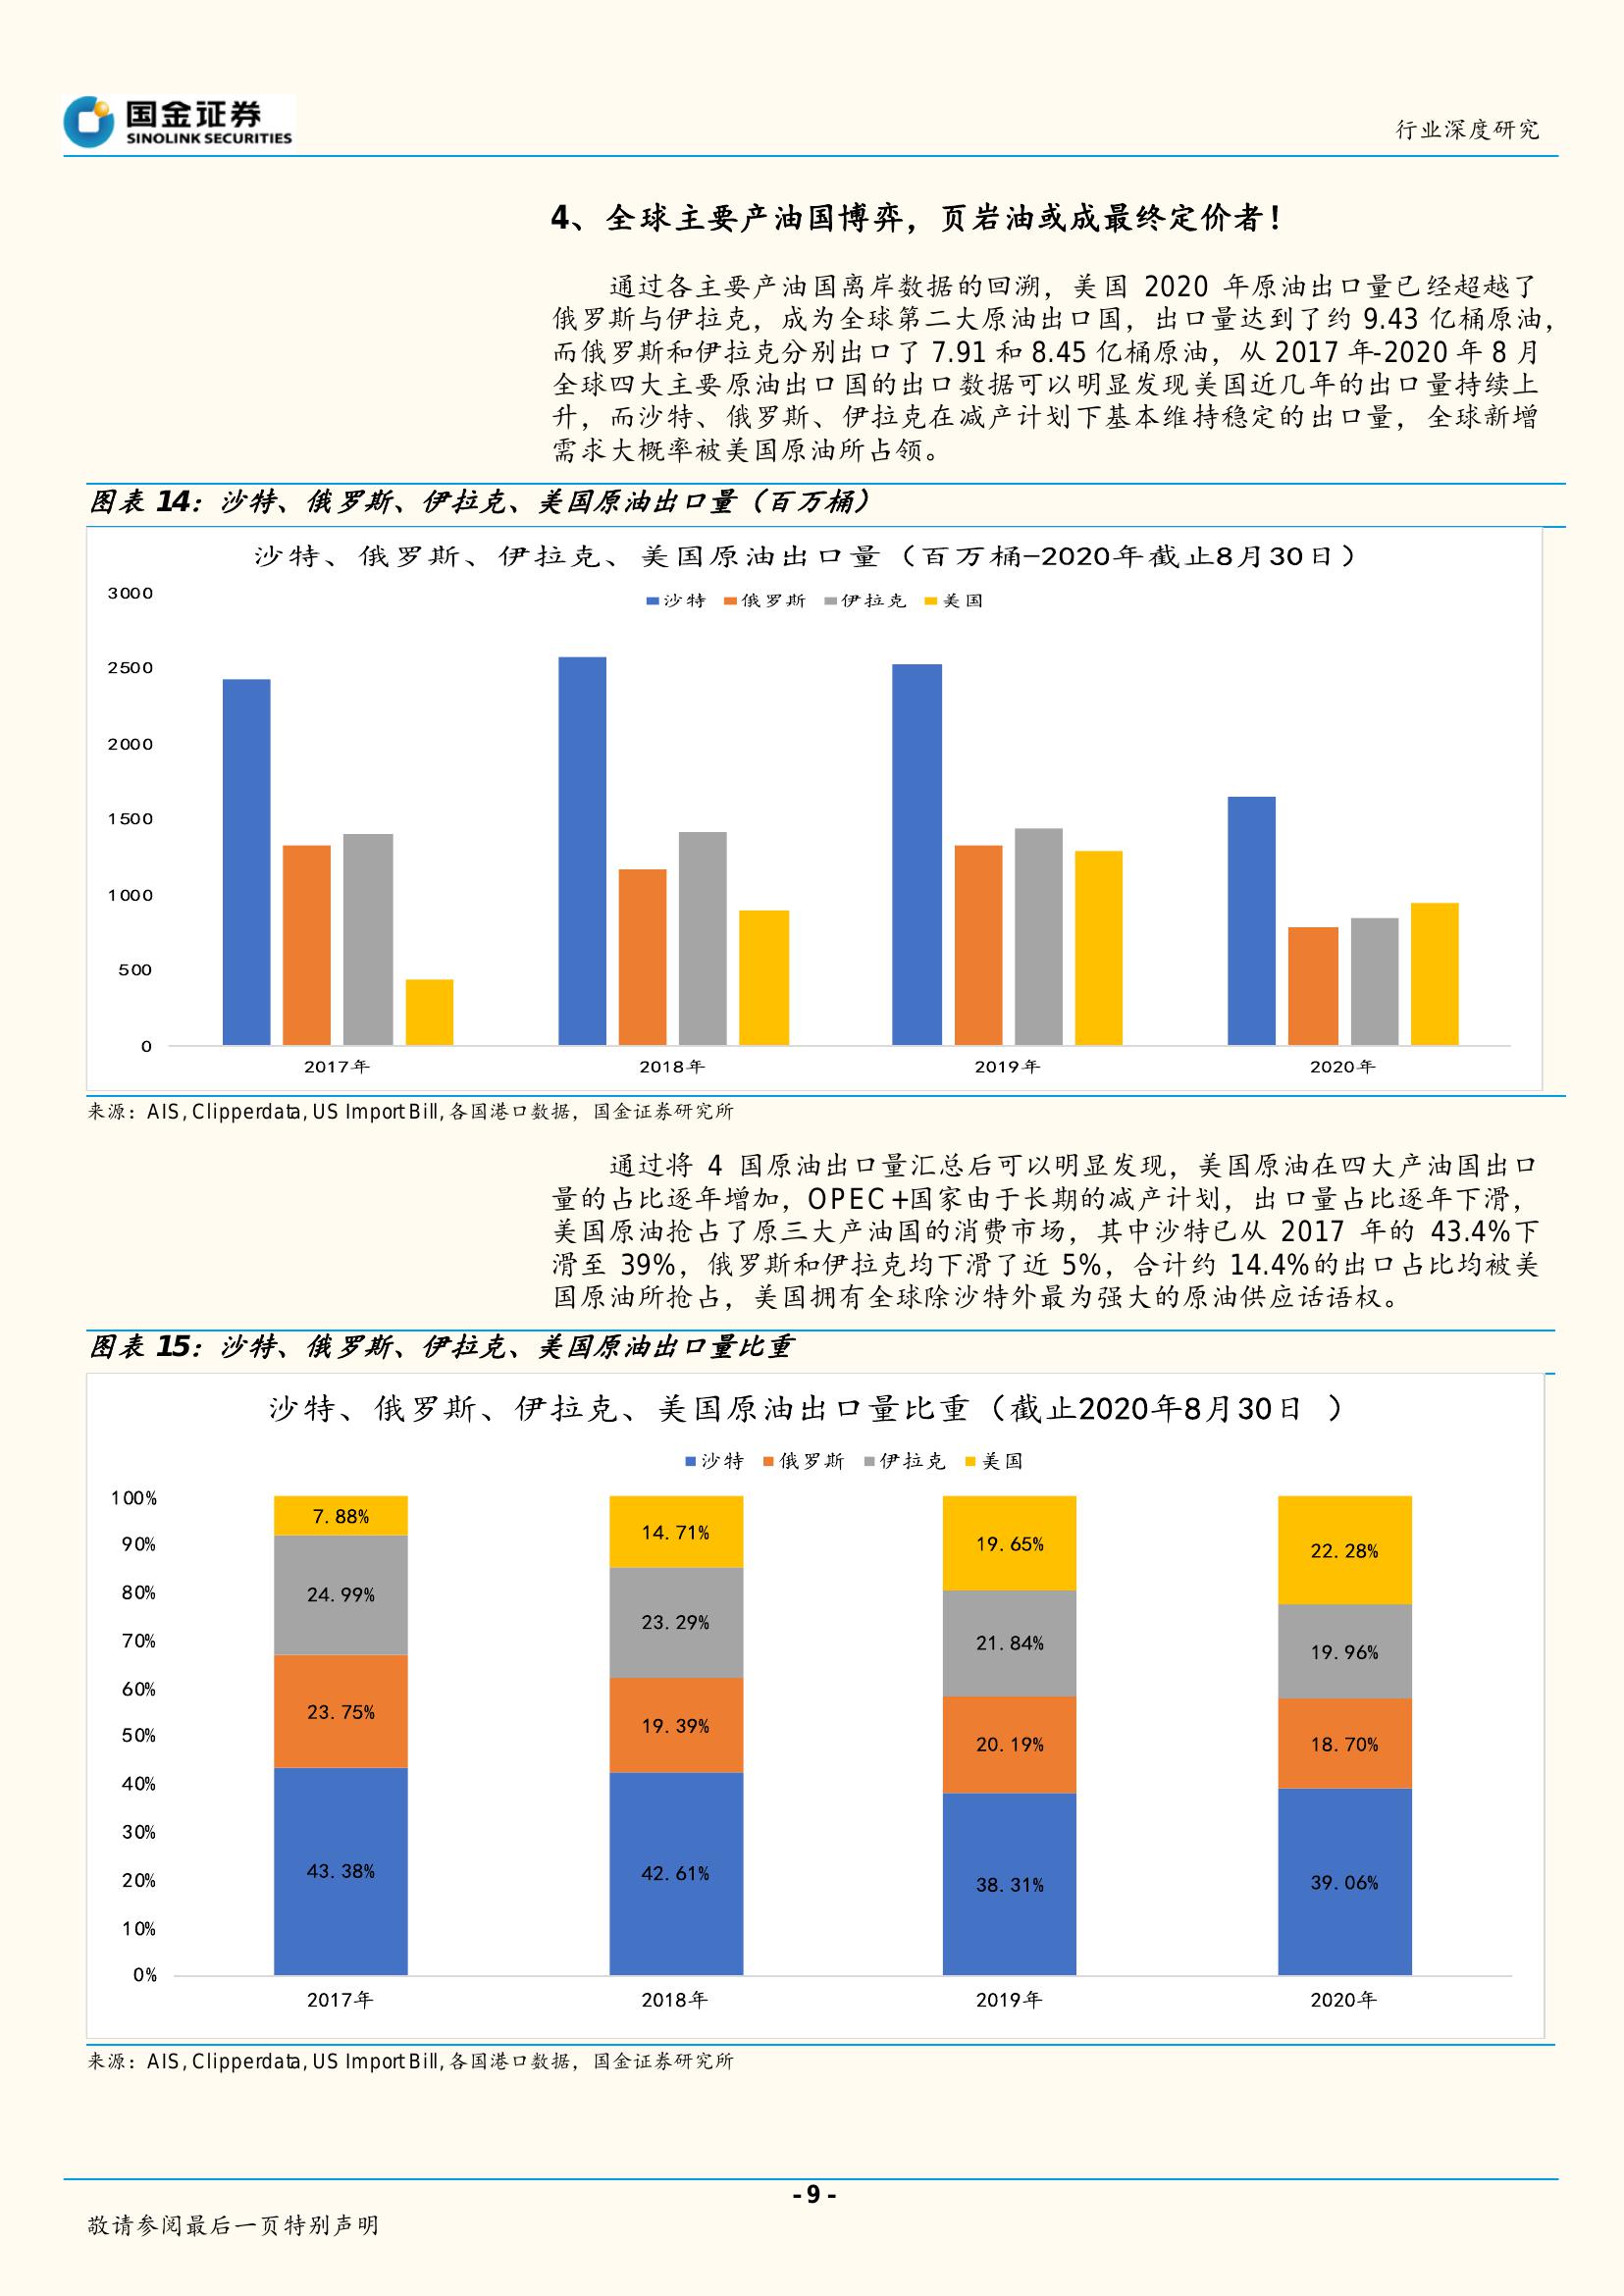 国金证券
SINOLINK SECURITIES
行业深度研究
4、全球主要产油国博弈，页岩油或成最终定价者！
通过各主要产油国离岸数据的回溯，美国 2020 年原油出口量已经超越了
俄罗斯与伊拉克，成为全球第二大原油出口国，出口量达到了约 9.43 亿桶原油，
而俄罗斯和伊拉克分别出口了 7.91 和 8.45 亿桶原油，从 2017 年-2020 年 8 月
全球四大主要原油出口国的出口数据可以明显发现美国近几年的出口量持续上
升，而沙特、俄罗斯、伊拉克在减产计划下基本维持稳定的出口量，全球新增
需求大概率被美国原油所占领。
图表 14：沙特、俄罗斯、伊拉克、美国原油出口量（百万桶）
沙特、俄罗斯、伊拉克、美国原油出口量（百万桶-2020年截止8月30日）
沙特 俄罗斯 伊拉克 美国
3000
2500
2000
1500
1000
500
0
2017年 2018年 2019年 2020年
来源：AIS, Clipperdata, US Import Bill, 各国港口数据，国金证券研究所
通过将 4 国原油出口量汇总后可以明显发现，美国原油在四大产油国出口
量的占比逐年增加，OPEC+国家由于长期的减产计划，出口量占比逐年下滑，
美国原油抢占了原三大产油国的消费市场，其中沙特已从 2017 年的 43.4%下
滑至 39%，俄罗斯和伊拉克均下滑了近 5%，合计约 14.4%的出口占比均被美
国原油所抢占，美国拥有全球除沙特外最为强大的原油供应话语权。
图表 15：沙特、俄罗斯、伊拉克、美国原油出口量比重
沙特、俄罗斯、伊拉克、美国原油出口量比重（截止2020年8月30日 ）
沙特 俄罗斯 伊拉克 美国
100%
90%
80%
70%
60%
50%
40%
30%
20%
10%
0%
7.88% 14.71% 19.65% 22.28%
24.99% 23.29% 21.84% 19.96%
23.75% 19.39% 20.19% 18.70%
43.38% 42.61% 38.31% 39.06%
2017年 2018年 2019年 2020年
来源：AIS, Clipperdata, US Import Bill, 各国港口数据，国金证券研究所
- 9 -
敬请参阅最后一页特别声明